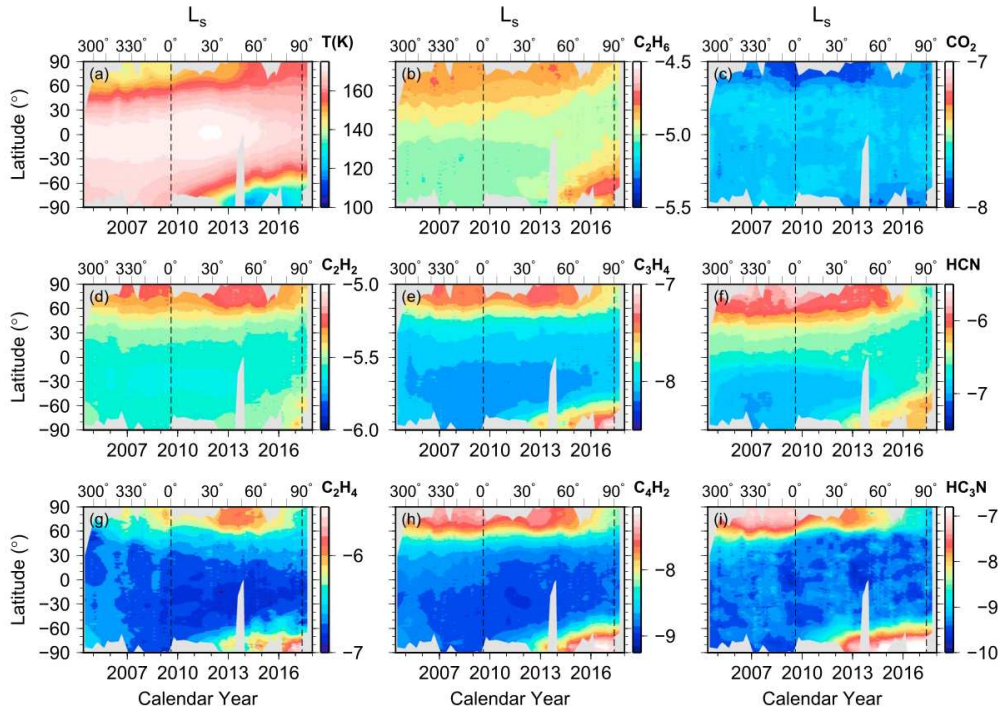 Ls Ls
300° 330° 0° 30° 60° 90° T(K) 300° 330° 0° 30° 60° 90° C2H6 300° 330° 0° 30° 60° 90° CO2
90 (a) (b) −4.5 (c) −7
60 160
30
Latitude (°) 0 140 −5.0
−30 120
−60
−90 100 −5.5 −8
2007 2010 2013 2016 2007 2010 2013 2016 2007 2010 2013 2016
300° 330° 0° 30° 60° 90° C2H2 300° 330° 0° 30° 60° 90° C3H4 300° 330° 0° 30° 60° 90° HCN
90 (d) −5.0 (e) −7 (f)
60 −6
30
Latitude (°) 0 −5.5
−30 −8 −7
−60
−90 −6.0
2007 2010 2013 2016 2007 2010 2013 2016 2007 2010 2013 2016
300° 330° 0° 30° 60° 90° C2H4 300° 330° 0° 30° 60° 90° C4H2 300° 330° 0° 30° 60° 90° HC3N
90 (g) (h) (i) −7
60 −6
30 −8 −8
Latitude (°) 0
−30 −9
−60 −9
−90 −7 −10
2007 2010 2013 2016 2007 2010 2013 2016 2007 2010 2013 2016
Calendar Year Calendar Year Calendar Year